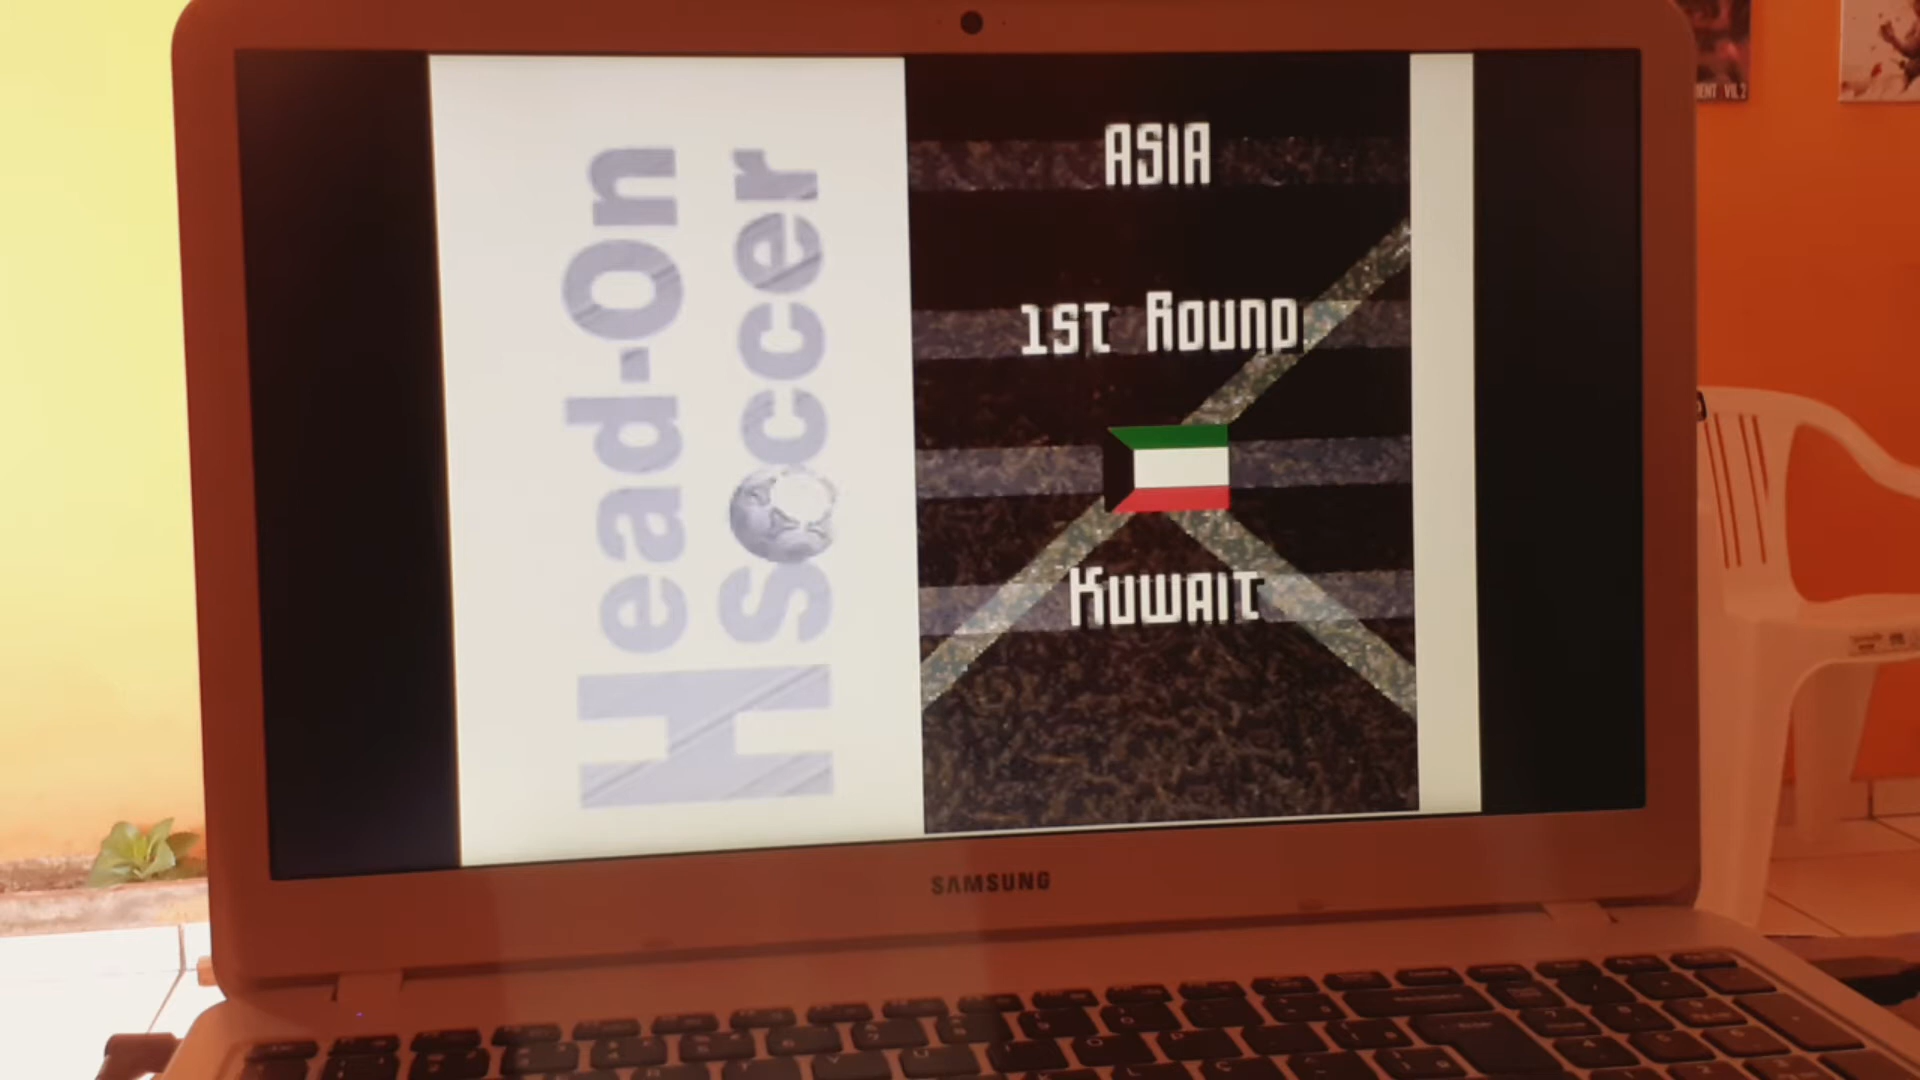 Head-On
Soccer
ASIA
1ST ROUND
KUWAIT
SAMSUNG